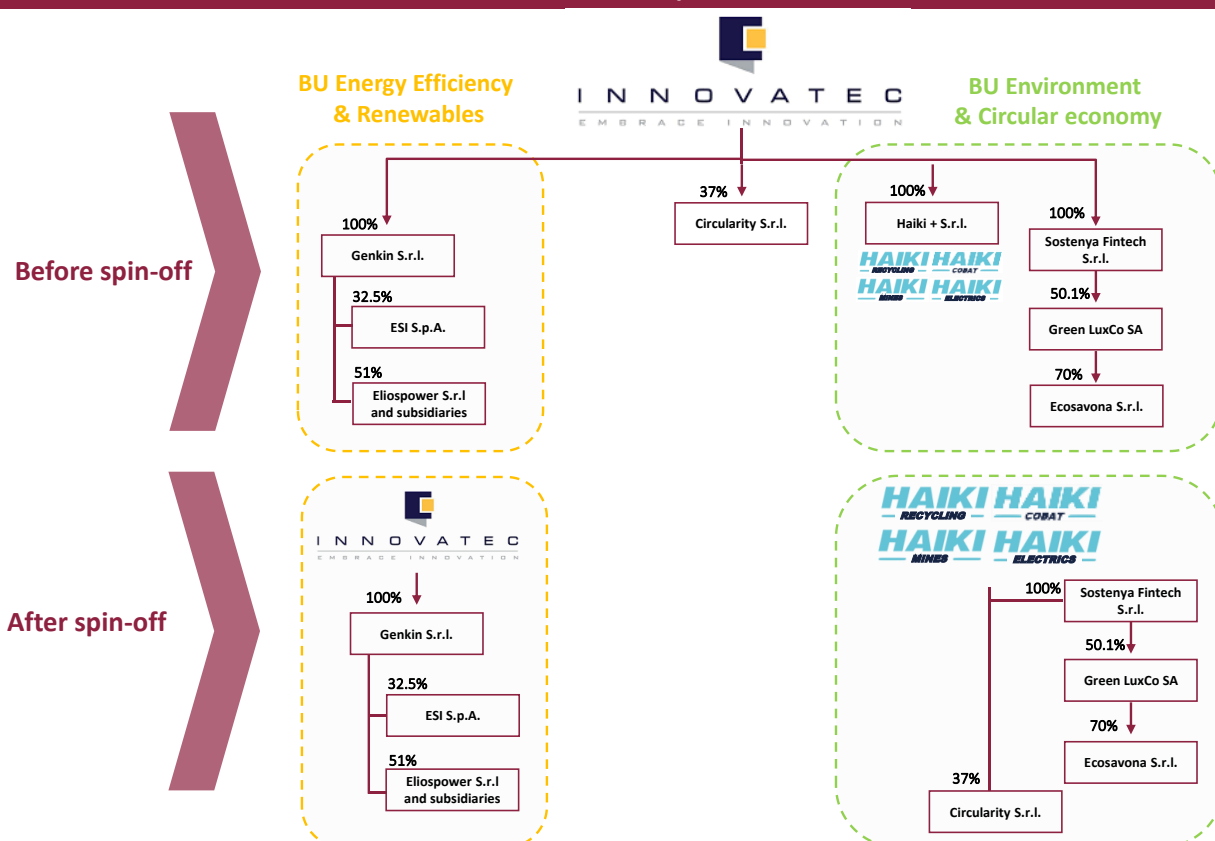 INNOVATEC
EMBRACE INNOVATION
BU Energy Efficiency
& Renewables
BU Environment
& Circular economy
Before spin-off
100%
Genkin S.r.l.
32.5%
ESI S.p.A.
51%
Eliospower S.r.l
and subsidiaries
37%
Circularity S.r.l.
100%
Haiki + S.r.l.
HAIKI HAIKI
RECYCLING COBAT
HAIKI HAIKI
MINES ELECTRICS
100%
Sostenya Fintech
S.r.l.
50.1%
Green LuxCo SA
70%
Ecosavona S.r.l.
After spin-off
INNOVATEC
EMBRACE INNOVATION
100%
Genkin S.r.l.
32.5%
ESI S.p.A.
51%
Eliospower S.r.l
and subsidiaries
HAIKI HAIKI
RECYCLING COBAT
HAIKI HAIKI
MINES ELECTRICS
100%
Sostenya Fintech
S.r.l.
50.1%
Green LuxCo SA
70%
Ecosavona S.r.l.
37%
Circularity S.r.l.